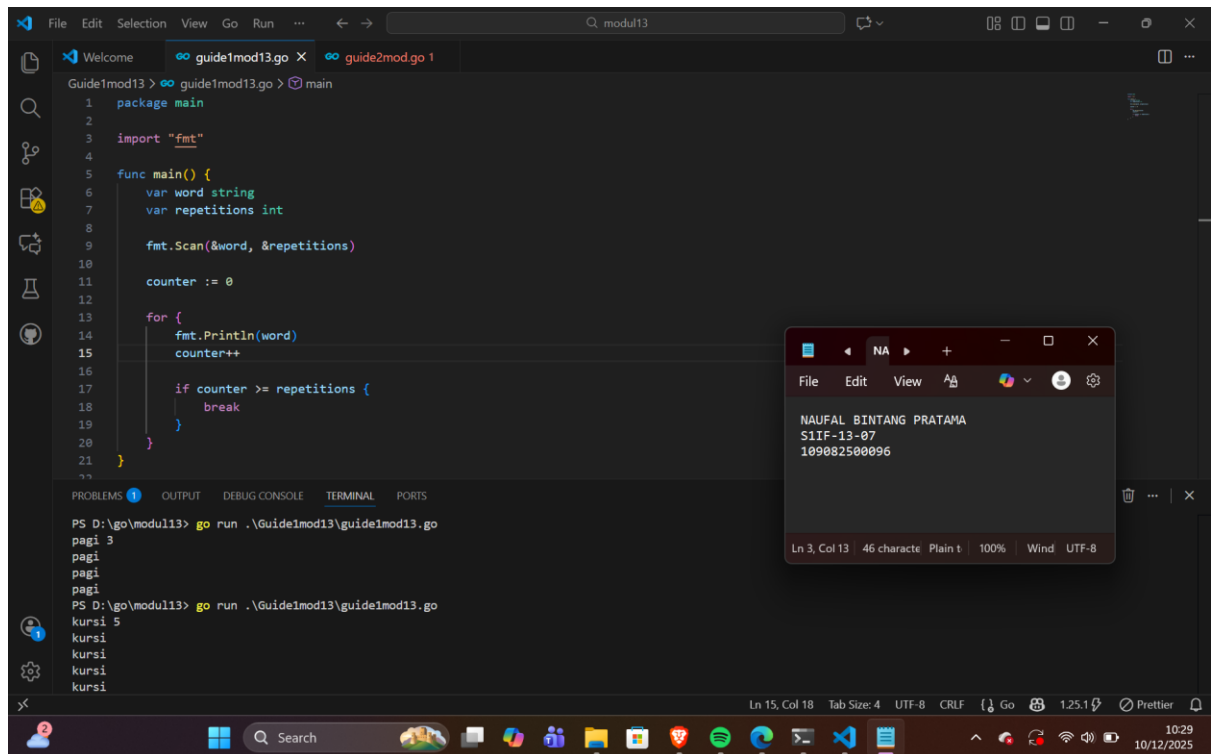 File Edit Selection View Go Run ··· modul13
Welcome guide1mod13.go guide2mod.go 1
Guide1mod13 > guide1mod13.go > main
1 package main
2
3 import "fmt"
4
5 func main() {
6 var word string
7 var repetitions int
8
9 fmt.Scan(&word, &repetitions)
10
11 counter := 0
12
13 for {
14 fmt.Println(word)
15 counter++
16
17 if counter >= repetitions {
18 break
19 }
20 }
21 }
22
NA
File Edit View
NAUFAL BINTANG PRATAMA
S1IF-13-07
109082500096
Ln 3, Col 13 46 characte Plain t 100% Wind UTF-8
PROBLEMS 1 OUTPUT DEBUG CONSOLE TERMINAL PORTS
PS D:\go\modul13> go run .\Guide1mod13\guide1mod13.go
pagi 3
pagi
pagi
pagi
PS D:\go\modul13> go run .\Guide1mod13\guide1mod13.go
kursi 5
kursi
kursi
kursi
kursi
1
Ln 15, Col 18 Tab Size: 4 UTF-8 CRLF Go 1.25.1 Prettier
2
Search
10:29
10/12/2025